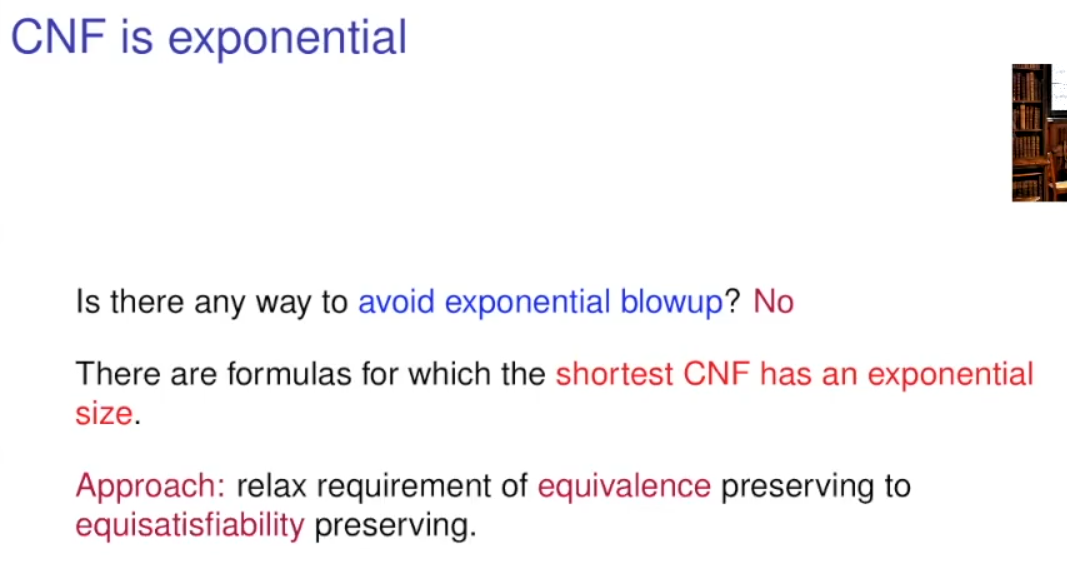 CNF is exponential
Is there any way to avoid exponential blowup? No
There are formulas for which the shortest CNF has an exponential
size.
Approach: relax requirement of equivalence preserving to
equisatisfiability preserving.